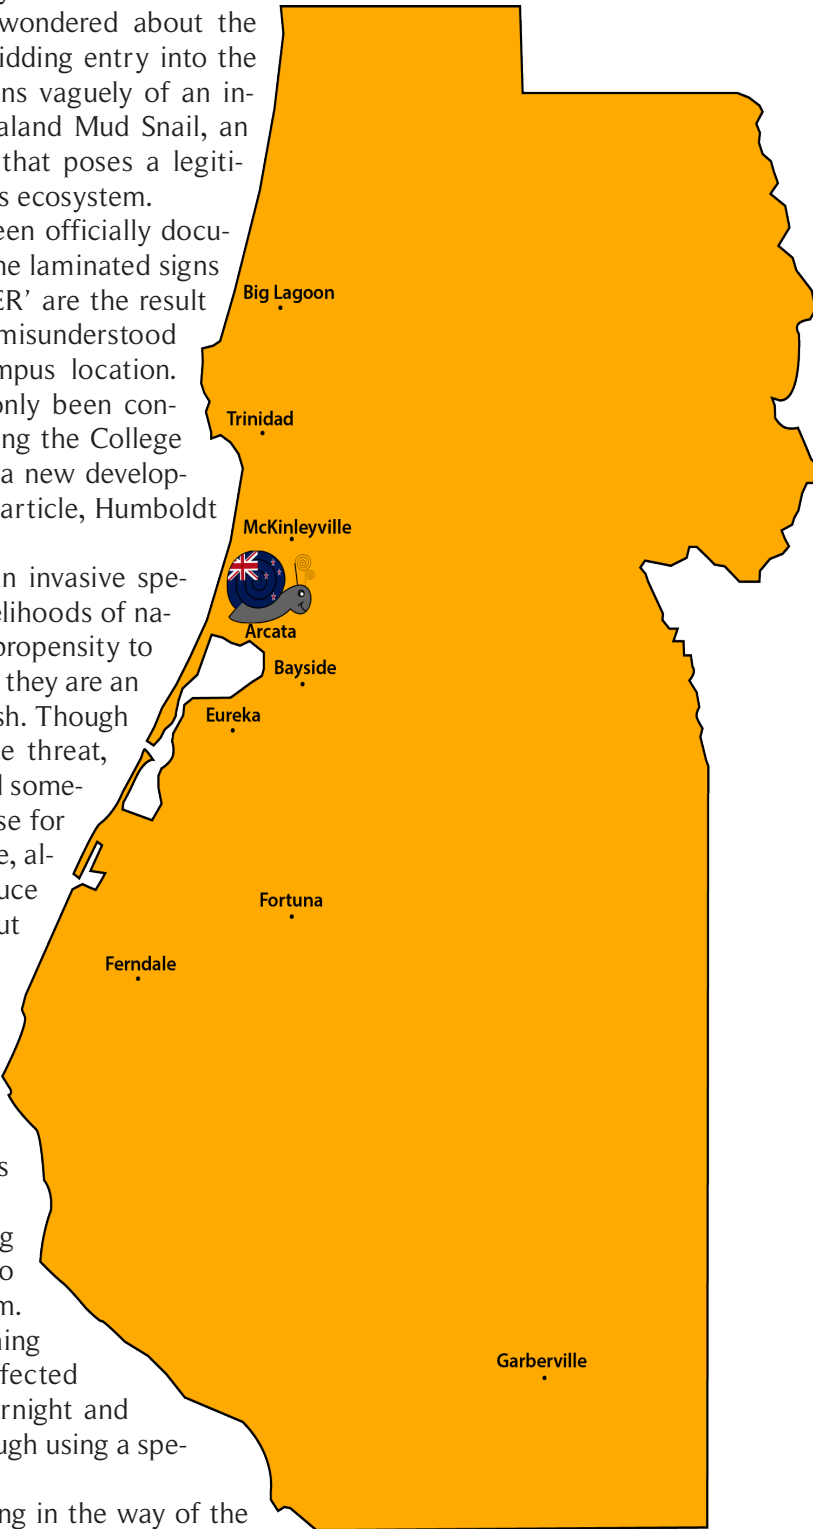 wondered about the
idding entry into the
ns vaguely of an in-
aland Mud Snail, an
that poses a legiti-
s ecosystem.
een officially docu-
ne laminated signs
ER’ are the result
misunderstood
mpus location.
only been con-
ng the College
a new develop-
article, Humboldt
n invasive spe-
elihoods of na-
propensity to
they are an
sh. Though
e threat,
l some-
se for
e, al-
uce
ut
s
g
o
m.
ning
fected
rnight and
ugh using a spe-
ng in the way of the
Big Lagoon
Trinidad
McKinleyville
Arcata
Bayside
Eureka
Fortuna
Ferndale
Garberville